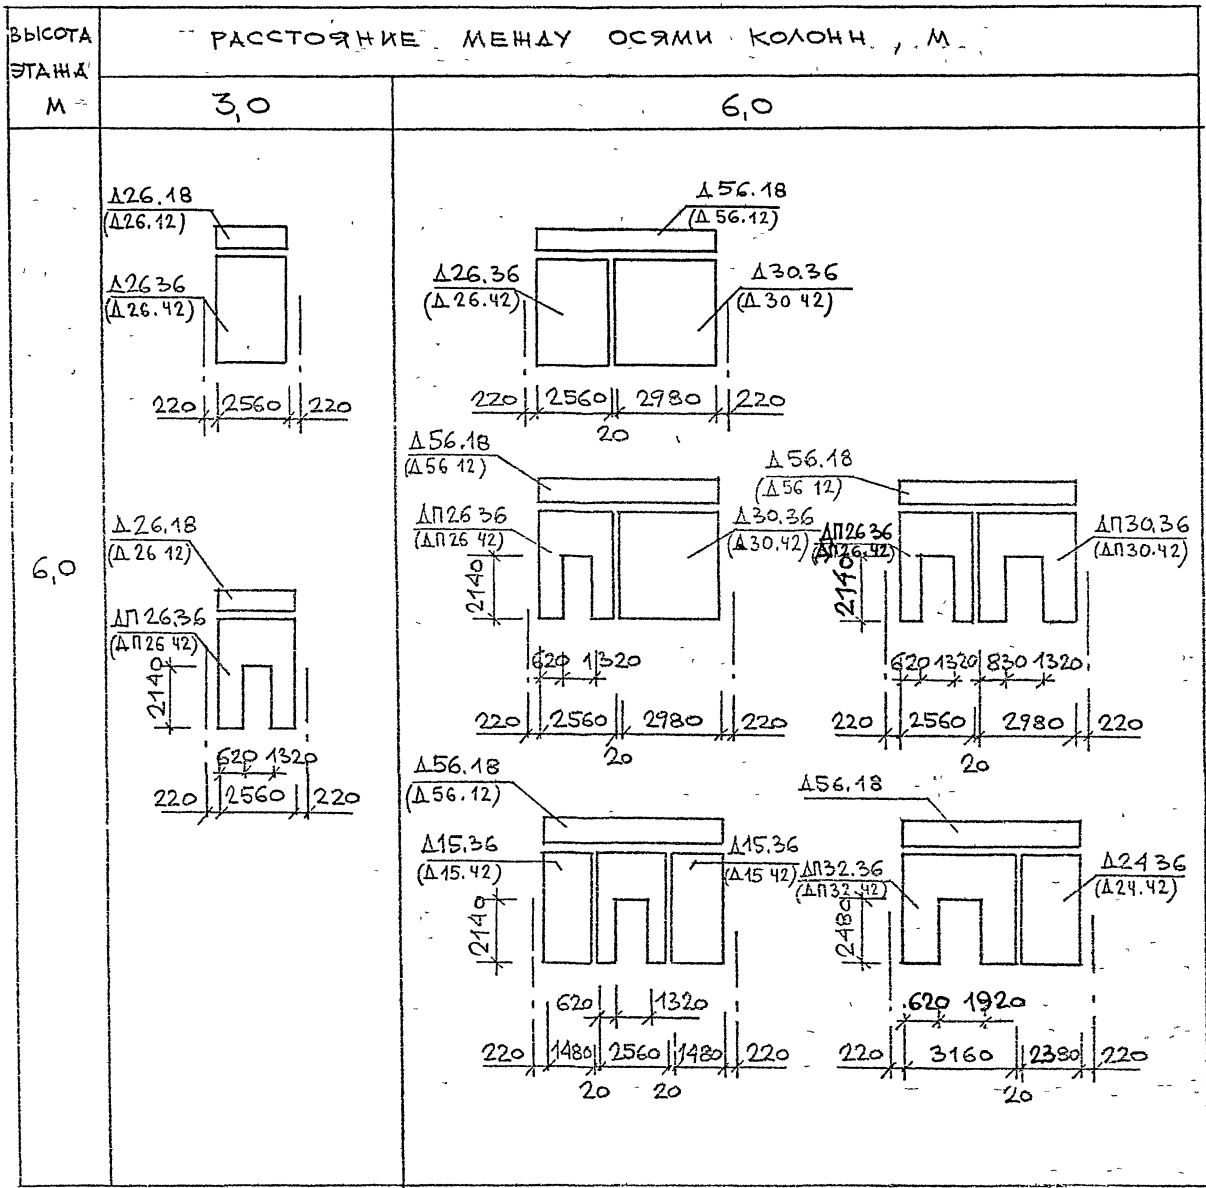 ВЫСОТА
ЭТАЖА
М
РАССТОЯНИЕ МЕЖДУ ОСЯМИ КОЛОНН, М
3,0
6,0
6,0
Д26.18
(Д26.12)
Д26 36
(Д26.42)
220 2560 220
Д26.18
(Д.26 12)
ДП26.36
(ДП26 42)
2140
620 1320
220 2560 220
Д56.18
(Д56.12)
Д26.36
(Д.26.42)
Д30.36
(Д.30 42)
220 2560 2980 220
20
Д56.18
(Д56 12)
ДП26 36
(ДП26 42)
Д30.36
(Д30.42)
2140
620 1320
220 2560 2980 220
20
Д56.18
(Д56 12)
ДП26 36
(ДП26.42)
ДП30.36
(ДП30.42)
2140
620 1320 830 1320
220 2560 2980 220
20
Д56.18
(Д56.12)
Д15.36
(Д15.42)
Д15.36
(Д15 42)
2140
620 1320
220 1480 2560 1480 220
20 20
Д56.18
ДП32.36
(ДП32.42)
Д24 36
(Д24.42)
2480
620 1920
220 3160 2380 220
20